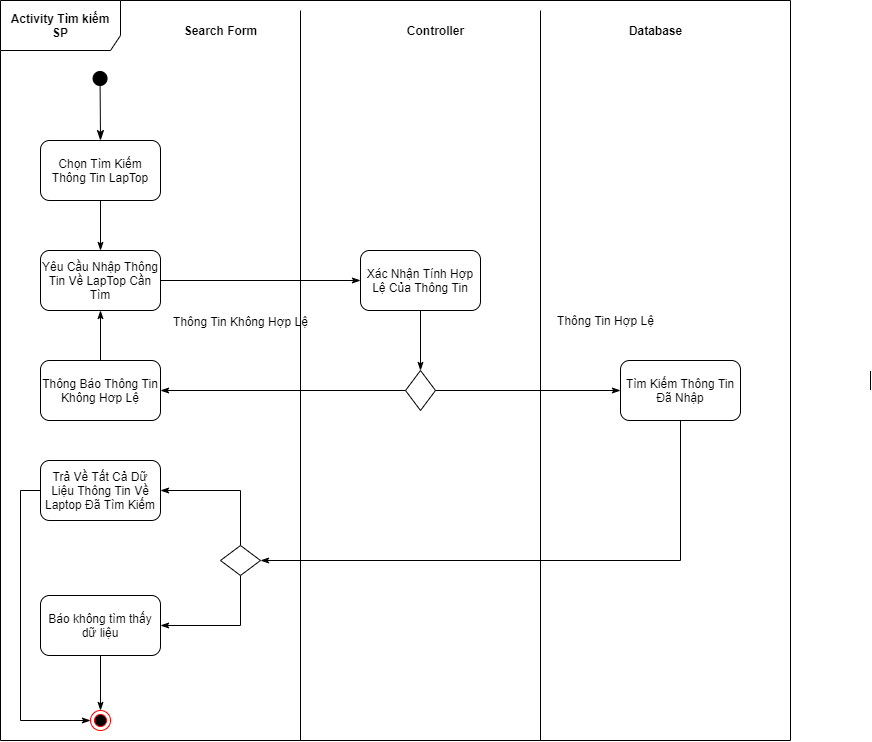 Activity Tìm kiếm
SP
Search Form
Controller
Database
Chọn Tìm Kiếm
Thông Tin LapTop
Yêu Cầu Nhập Thông
Tin Về LapTop Cần
Tìm
Xác Nhận Tính Hợp
Lệ Của Thông Tin
Thông Tin Không Hợp Lệ
Thông Tin Hợp Lệ
Thông Báo Thông Tin
Không Hơp Lệ
Tìm Kiếm Thông Tin
Đã Nhập
Trả Về Tất Cả Dữ
Liệu Thông Tin Về
Laptop Đã Tìm Kiếm
Báo không tìm thấy
dữ liệu